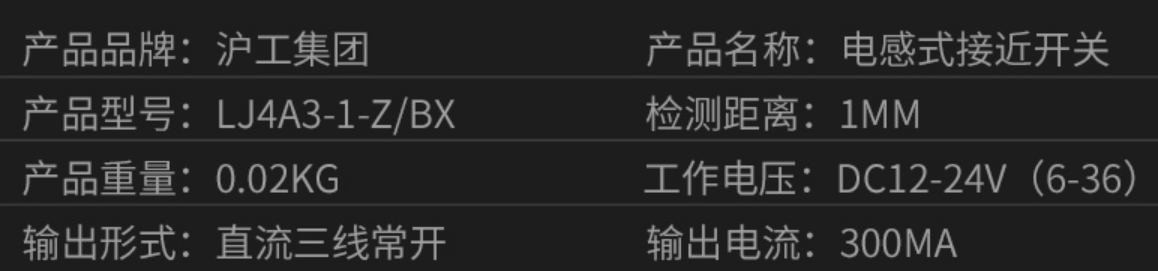 产品品牌：沪工集团
产品名称：电感式接近开关
产品型号：LJ4A3-1-Z/BX
检测距离：1MM
产品重量：0.02KG
工作电压：DC12-24V（6-36）
输出形式：直流三线常开
输出电流：300MA